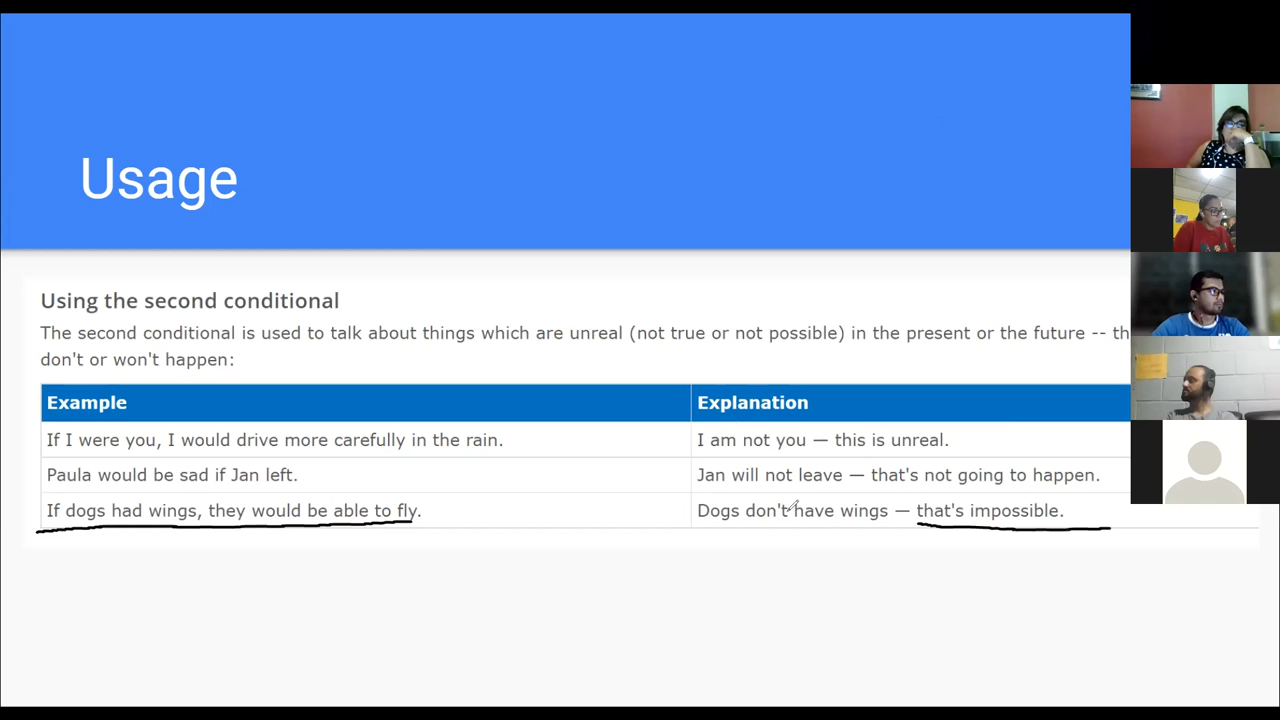 Usage
Using the second conditional
The second conditional is used to talk about things which are unreal (not true or not possible) in the present or the future --
don't or won't happen:
Example Explanation
If I were you, I would drive more carefully in the rain. I am not you — this is unreal.
Paula would be sad if Jan left. Jan will not leave — that's not going to happen.
If dogs had wings, they would be able to fly. Dogs don't have wings — that's impossible.